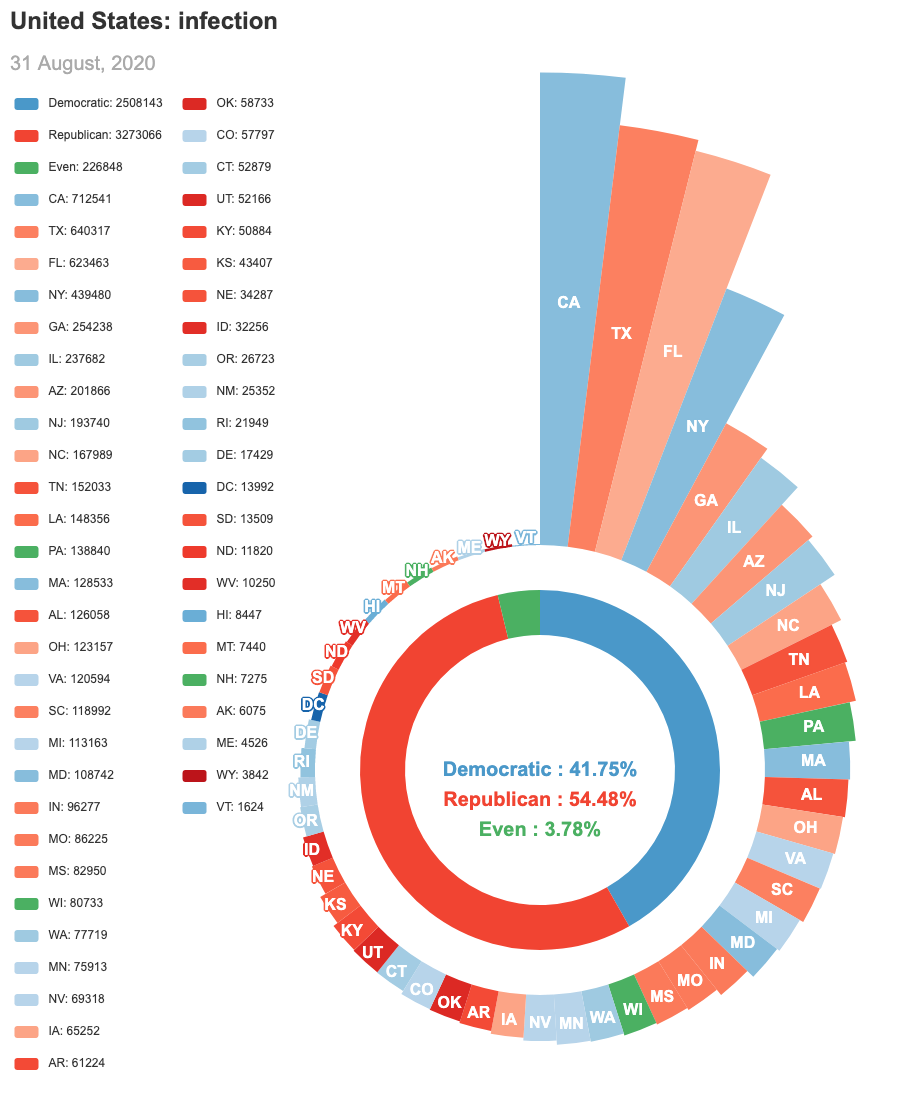 United States: infection
31 August, 2020
Democratic: 2508143
Republican: 3273066
Even: 226848
CA: 712541
TX: 640317
FL: 623463
NY: 439480
GA: 254238
IL: 237682
AZ: 201866
NJ: 193740
NC: 167989
TN: 152033
LA: 148356
PA: 138840
MA: 128533
AL: 126058
OH: 123157
VA: 120594
SC: 118992
MI: 113163
MD: 108742
IN: 96277
MO: 86225
MS: 82950
WI: 80733
WA: 77719
MN: 75913
NV: 69318
IA: 65252
AR: 61224
OK: 58733
CO: 57797
CT: 52879
UT: 52166
KY: 50884
KS: 43407
NE: 34287
ID: 32256
OR: 26723
NM: 25352
RI: 21949
DE: 17429
DC: 13992
SD: 13509
ND: 11820
WV: 10250
HI: 8447
MT: 7440
NH: 7275
AK: 6075
ME: 4526
WY: 3842
VT: 1624
CA
TX
FL
NY
GA
IL
AZ
NJ
NC
TN
LA
PA
MA
AL
OH
VA
SC
MI
MD
IN
MO
MS
WI
WA
MN
NV
IA
AR
OK
CO
CT
UT
KY
KS
NE
ID
OR
NM
RI
DE
DC
SD
ND
WV
HI
MT
NH
AK
ME
WY
VT
Democratic : 41.75%
Republican : 54.48%
Even : 3.78%